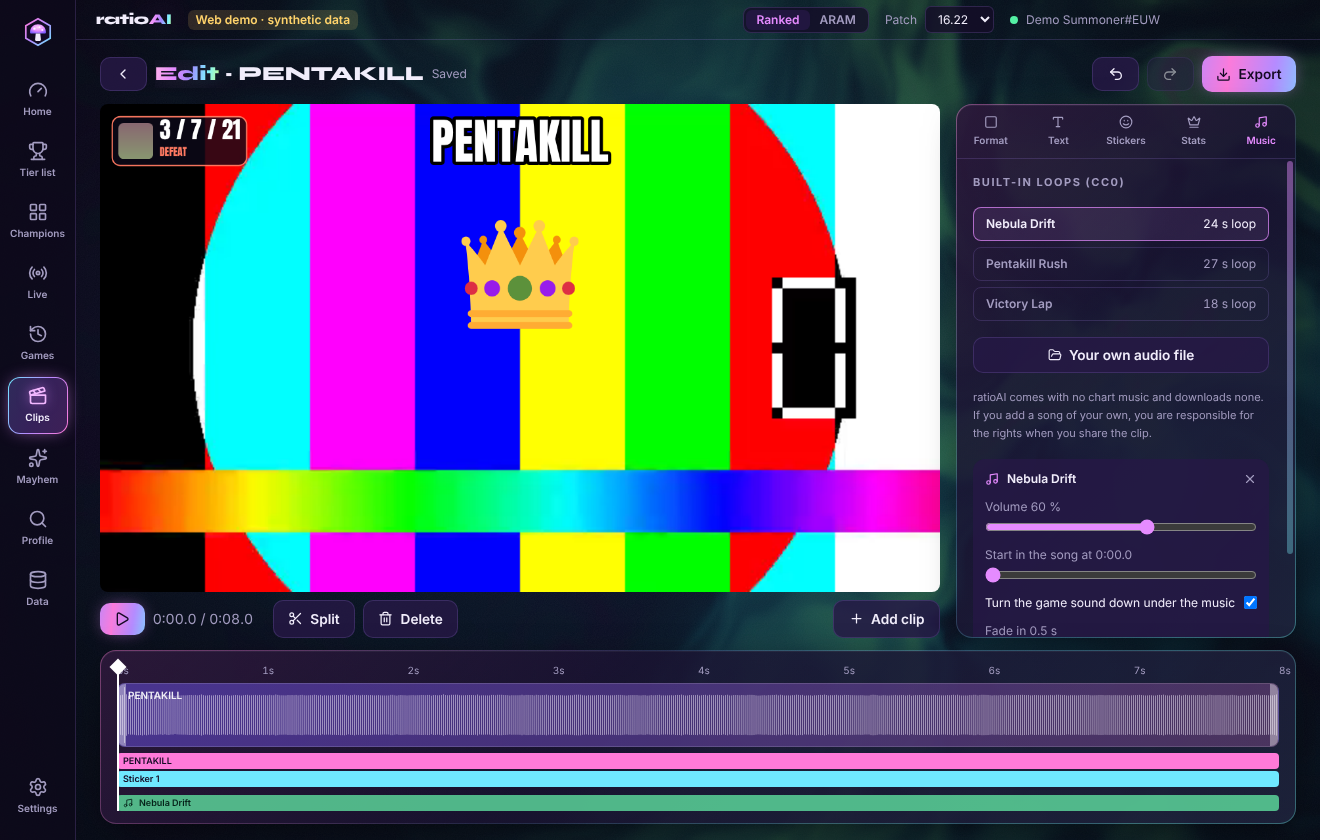 ratioAI
Web demo · synthetic data
Ranked
ARAM
Patch
16.22
Demo Summoner#EUW
Home
Tier list
Champions
Live
Games
Clips
Mayhem
Profile
Data
Settings
Edit · PENTAKILL
Saved
Export
3 / 7 / 21
DEFEAT
PENTAKILL
Format
Text
Stickers
Stats
Music
BUILT-IN LOOPS (CC0)
Nebula Drift
24 s loop
Pentakill Rush
27 s loop
Victory Lap
18 s loop
Your own audio file
ratioAI comes with no chart music and downloads none.
If you add a song of your own, you are responsible for
the rights when you share the clip.
Nebula Drift
Volume 60 %
Start in the song at 0:00.0
Turn the game sound down under the music
Fade in 0.5 s
0:00.0 / 0:08.0
Split
Delete
Add clip
1s
2s
3s
4s
5s
6s
7s
8s
PENTAKILL
PENTAKILL
Sticker 1
Nebula Drift